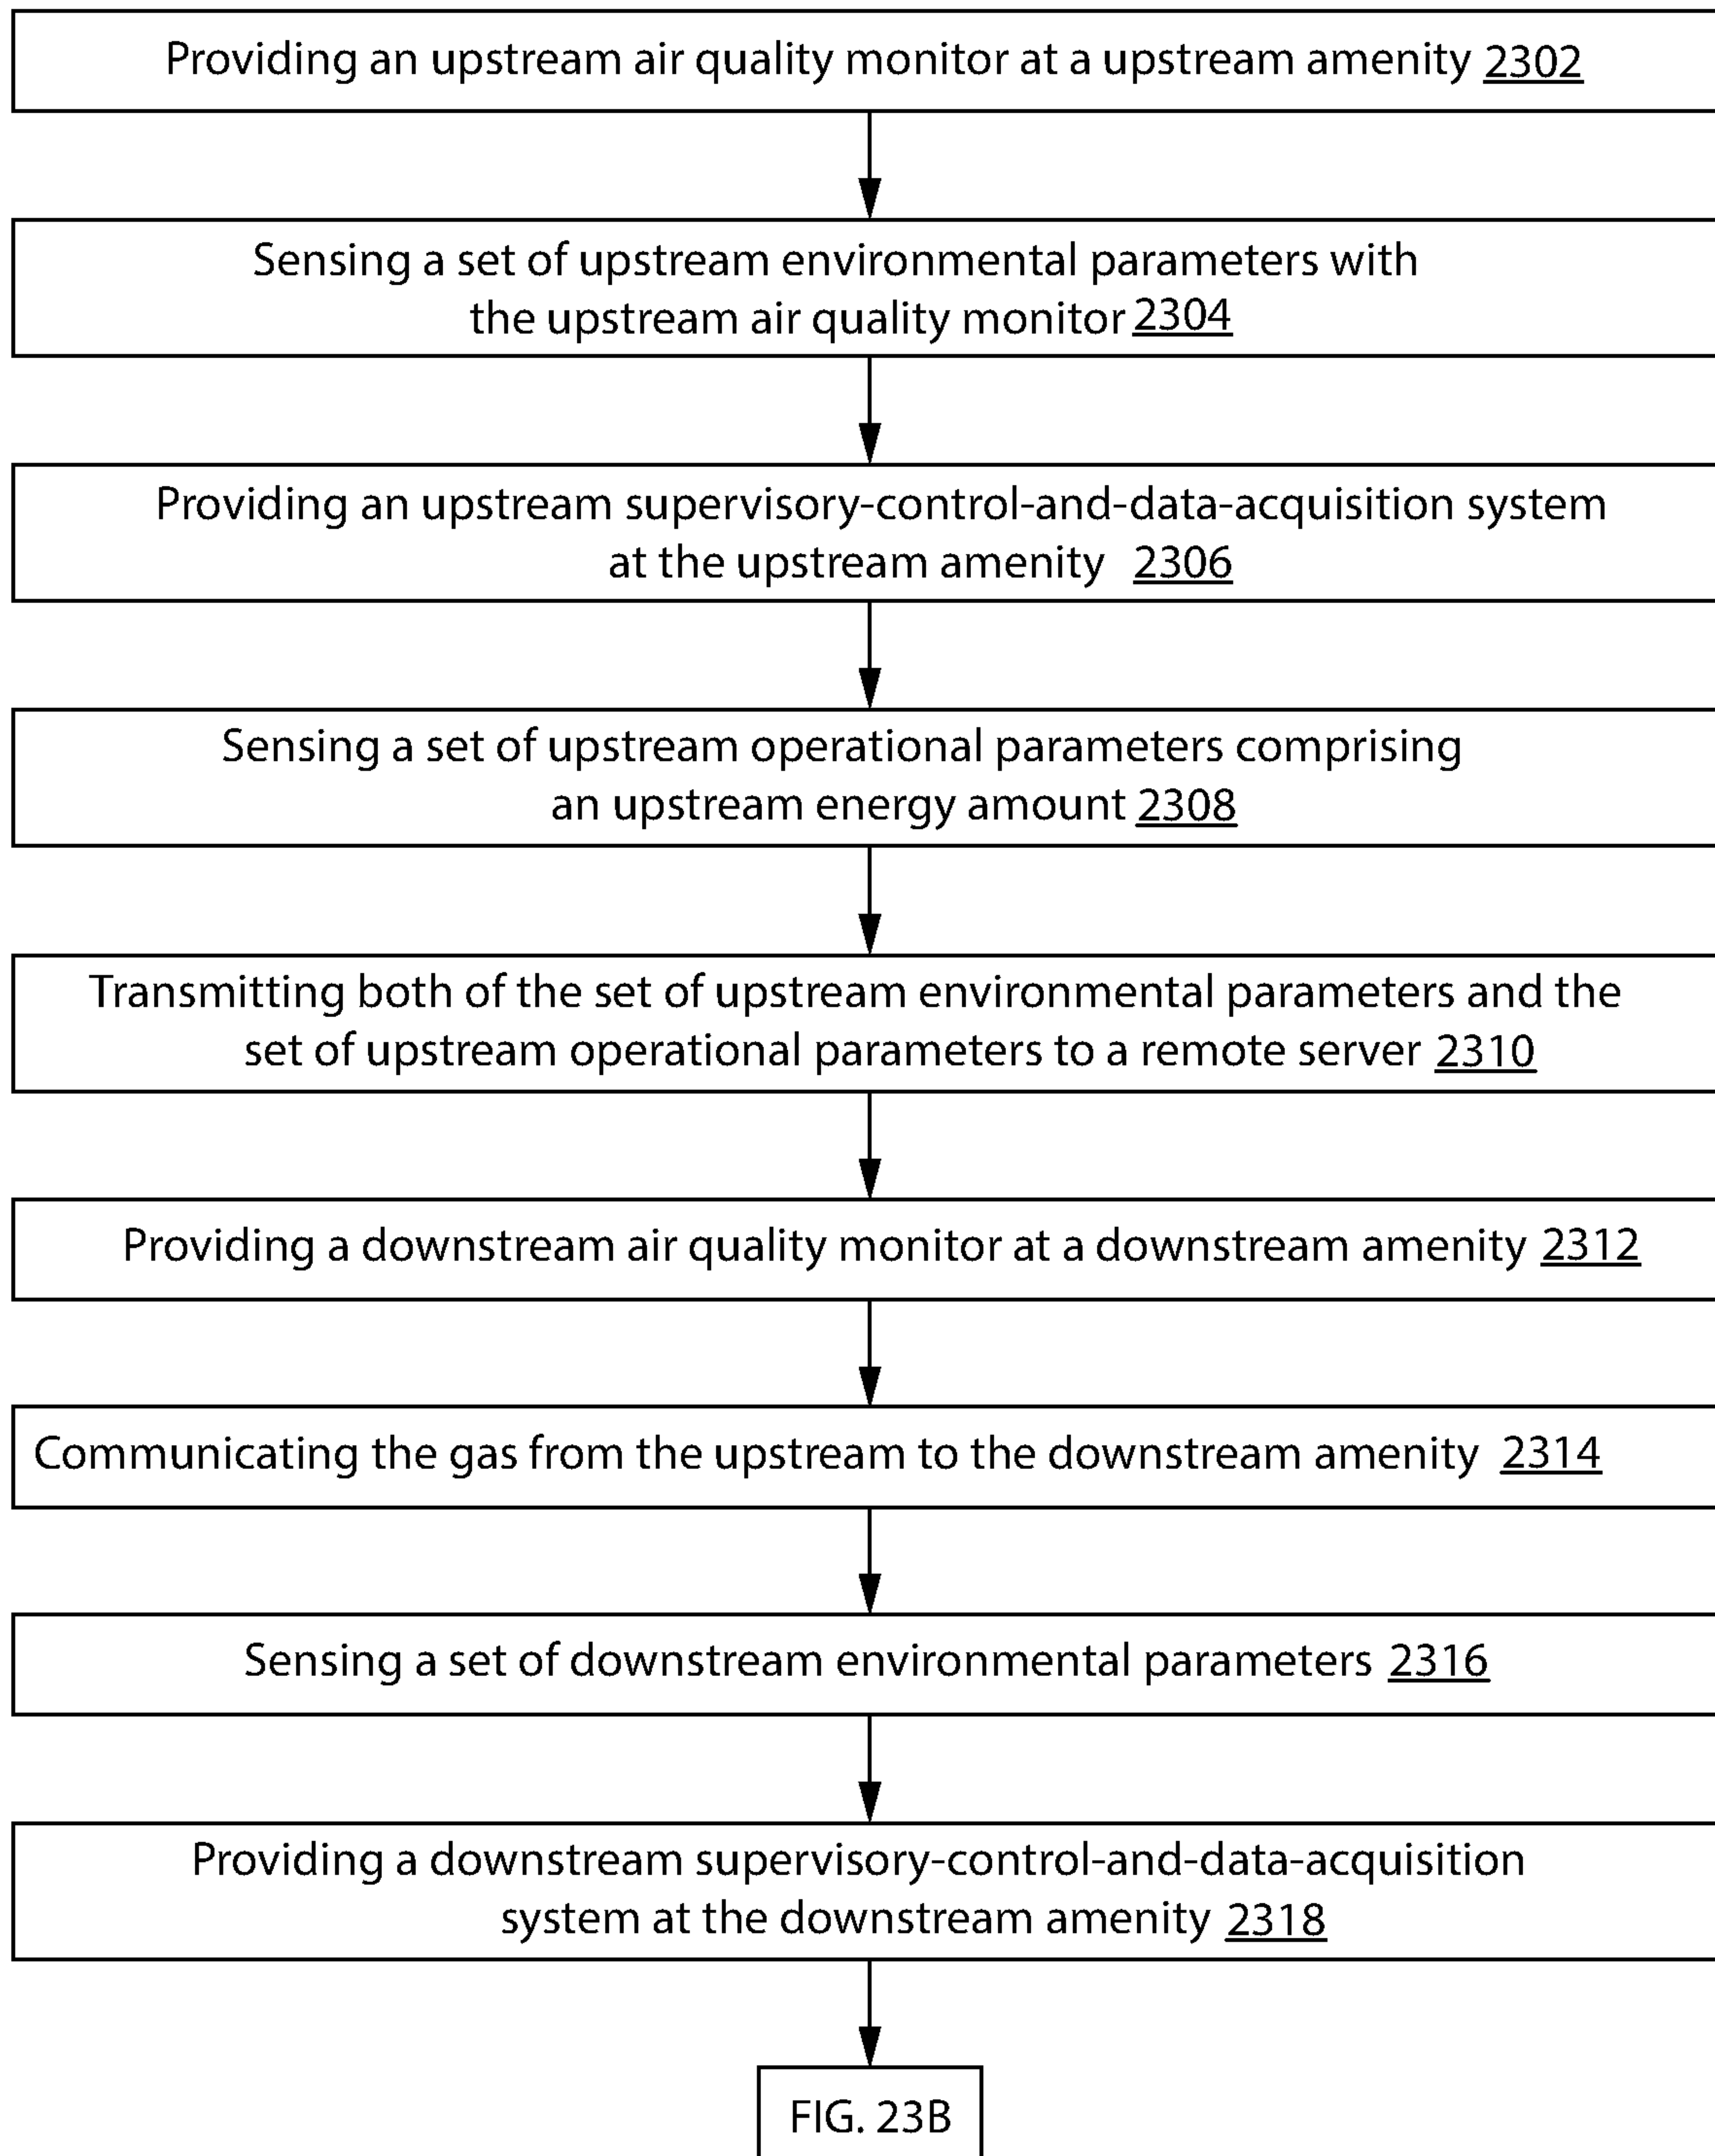 Providing an upstream air quality monitor at a upstream amenity 2302
Sensing a set of upstream environmental parameters with
the upstream air quality monitor 2304
Providing an upstream supervisory-control-and-data-acquisition system
at the upstream amenity 2306
Sensing a set of upstream operational parameters comprising
an upstream energy amount 2308
Transmitting both of the set of upstream environmental parameters and the
set of upstream operational parameters to a remote server 2310
Providing a downstream air quality monitor at a downstream amenity 2312
Communicating the gas from the upstream to the downstream amenity 2314
Sensing a set of downstream environmental parameters 2316
Providing a downstream supervisory-control-and-data-acquisition
system at the downstream amenity 2318
FIG. 23B